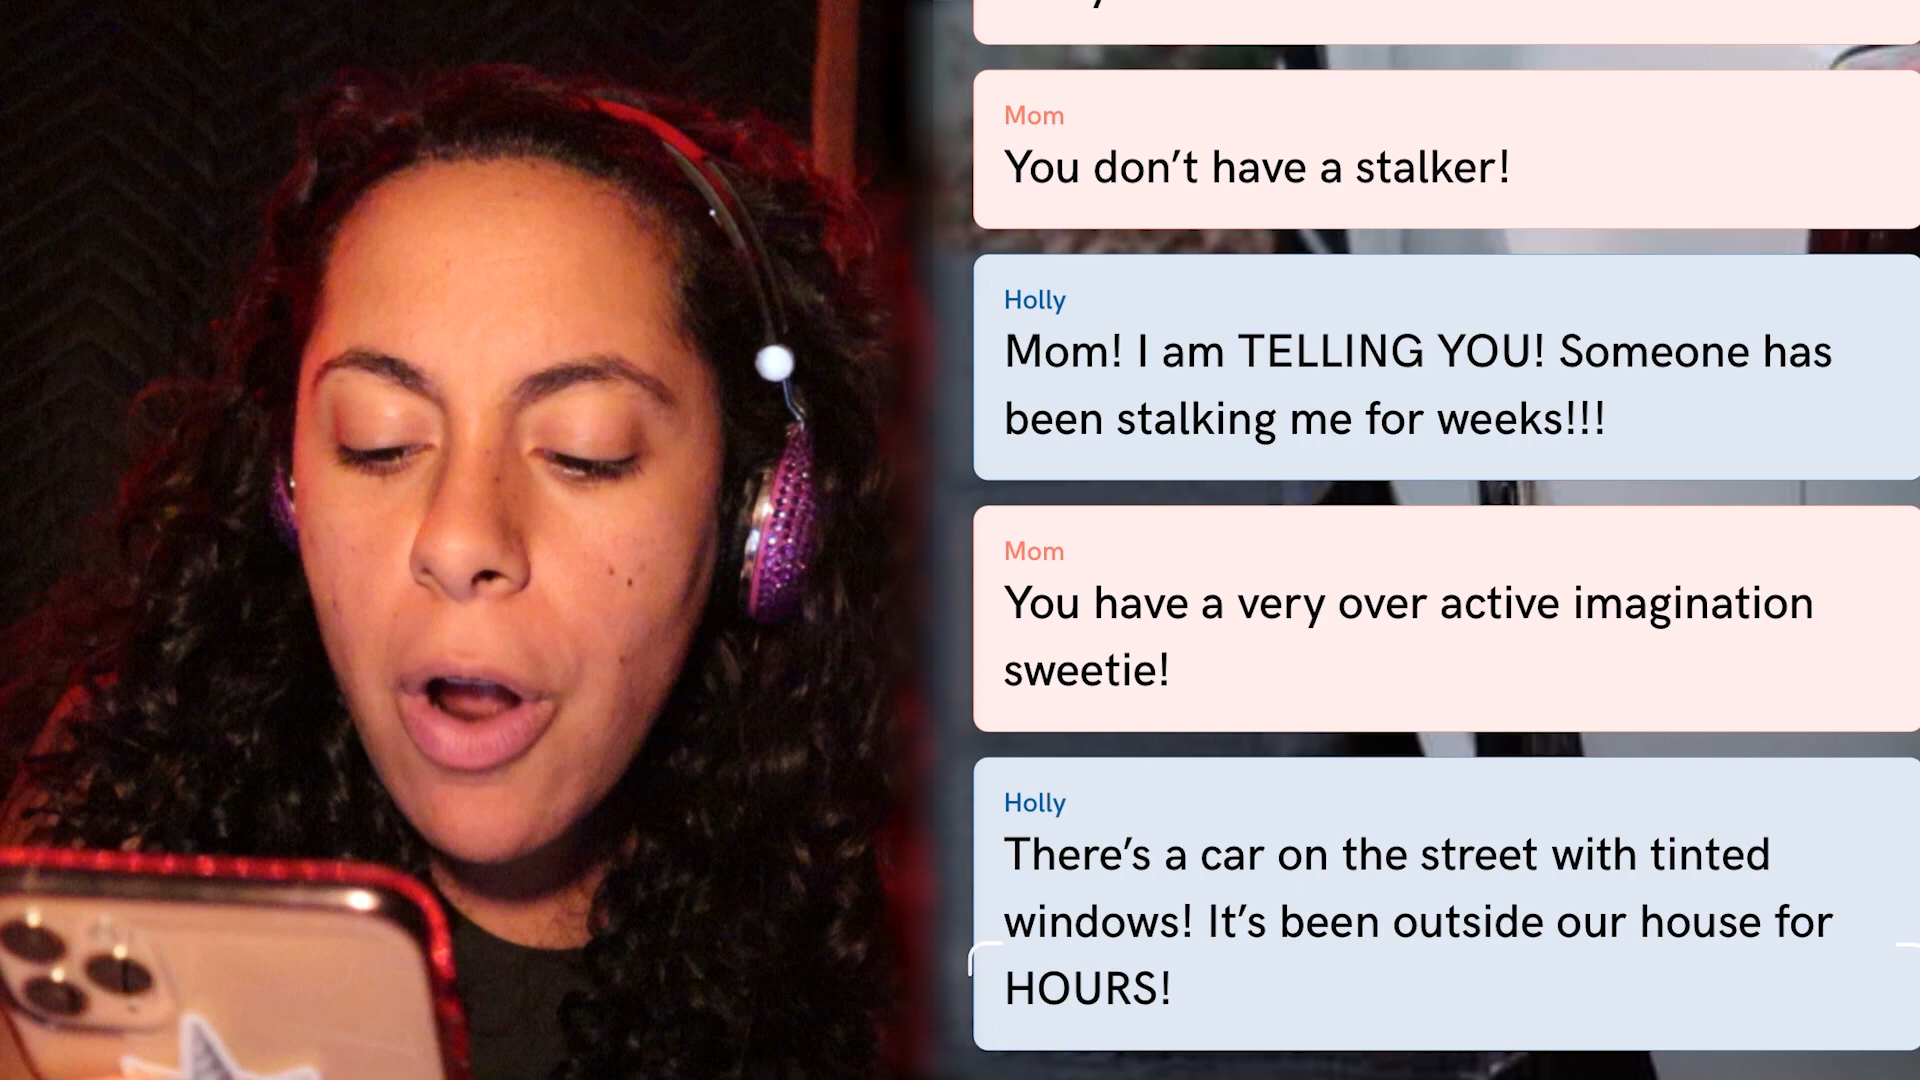 Mom
You don’t have a stalker!
Holly
Mom! I am TELLING YOU! Someone has
been stalking me for weeks!!!
Mom
You have a very over active imagination
sweetie!
Holly
There’s a car on the street with tinted
windows! It’s been outside our house for
HOURS!